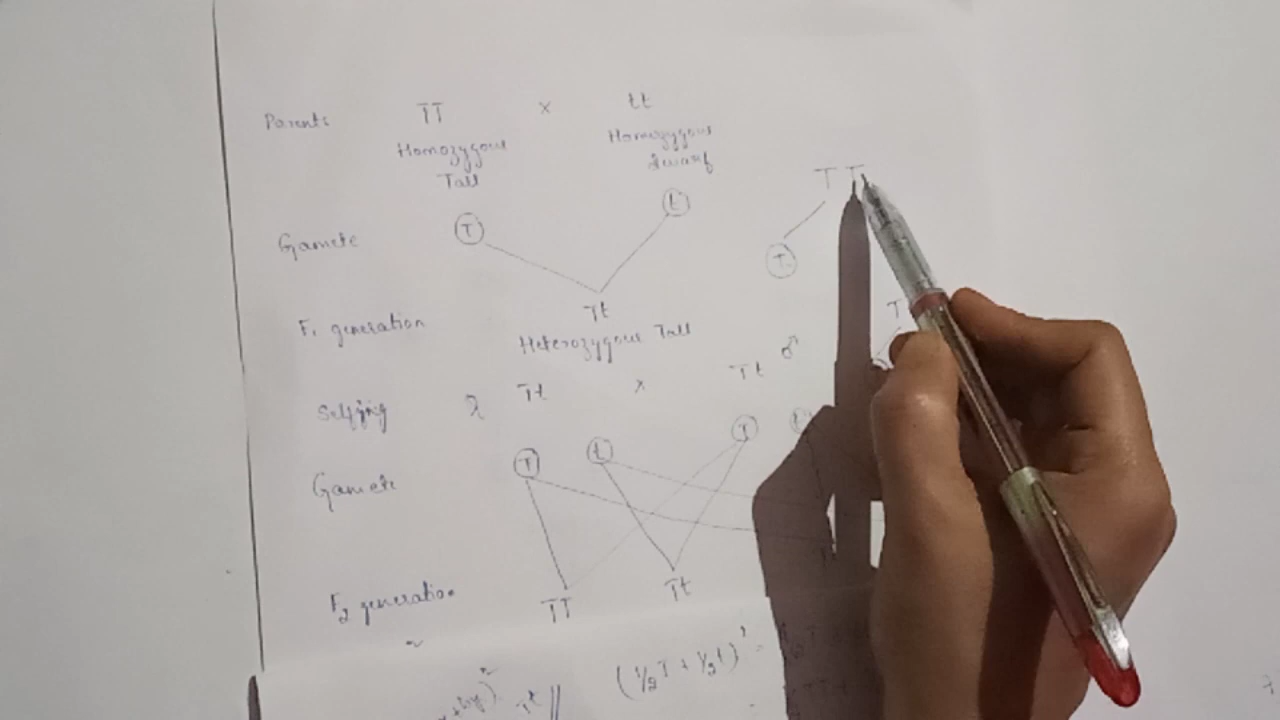 Parents TT x tt
Homozygous Tall
Homozygous dwarf
TT
Gamete T t
T
F1 generation Tt
Heterozygous Tall
T
Selfing ♀ Tt x Tt ♂
Gamete T t T t
F2 generation TT Tt
(1/2T + 1/2t)² =
Tt